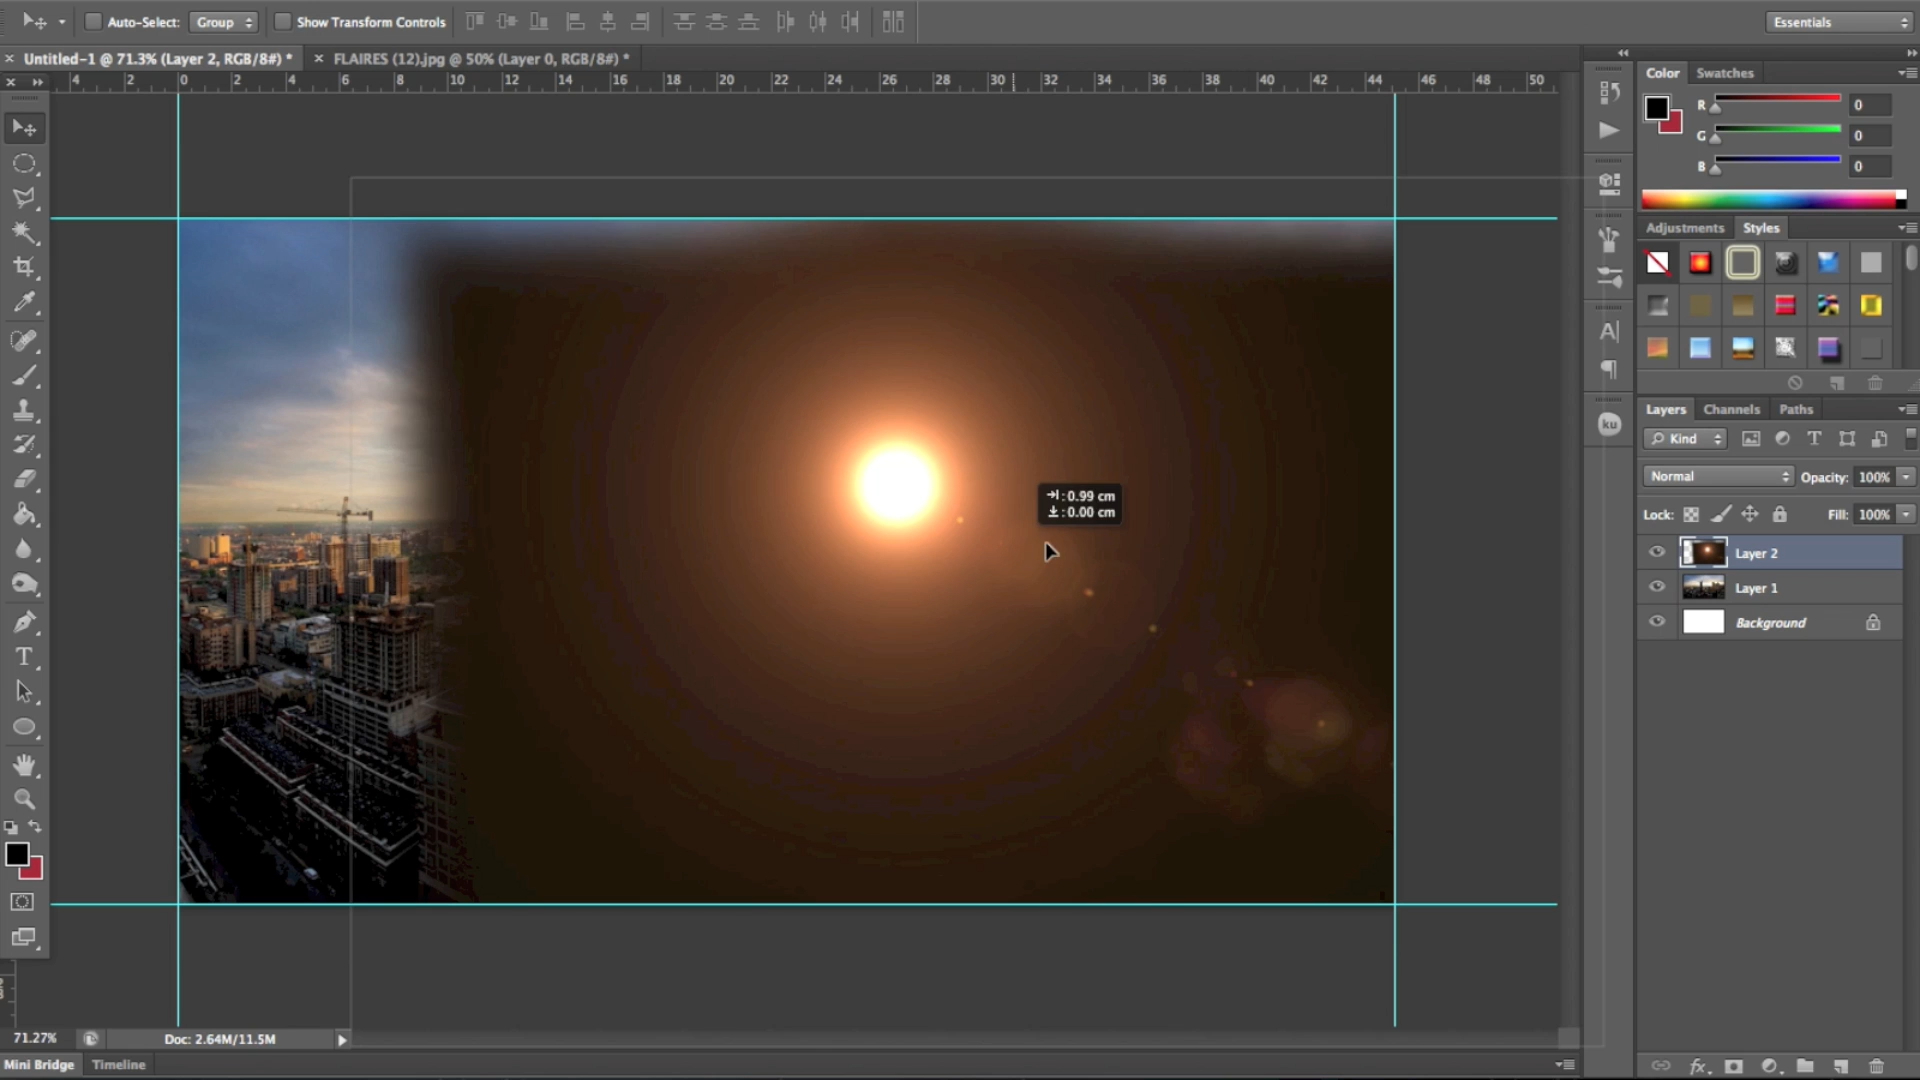 Auto-Select: Group Show Transform Controls Essentials
Untitled-1 @ 71.3% (Layer 2, RGB/8#) * FLAIRES (12).jpg @ 50% (Layer 0, RGB/8#) *
4 2 0 2 4 6 8 10 12 14 16 18 20 22 24 26 28 30 32 34 36 38 40 42 44 46 48 50
Color Swatches
R 0
G 0
B 0
Adjustments Styles
A|
Layers Channels Paths
Kind
ku
Normal Opacity: 100%
Lock: Fill: 100%
:0.99 cm
:0.00 cm
Layer 2
Layer 1
Background
T
71.27% Doc: 2.64M/11.5M
Mini Bridge Timeline
fx